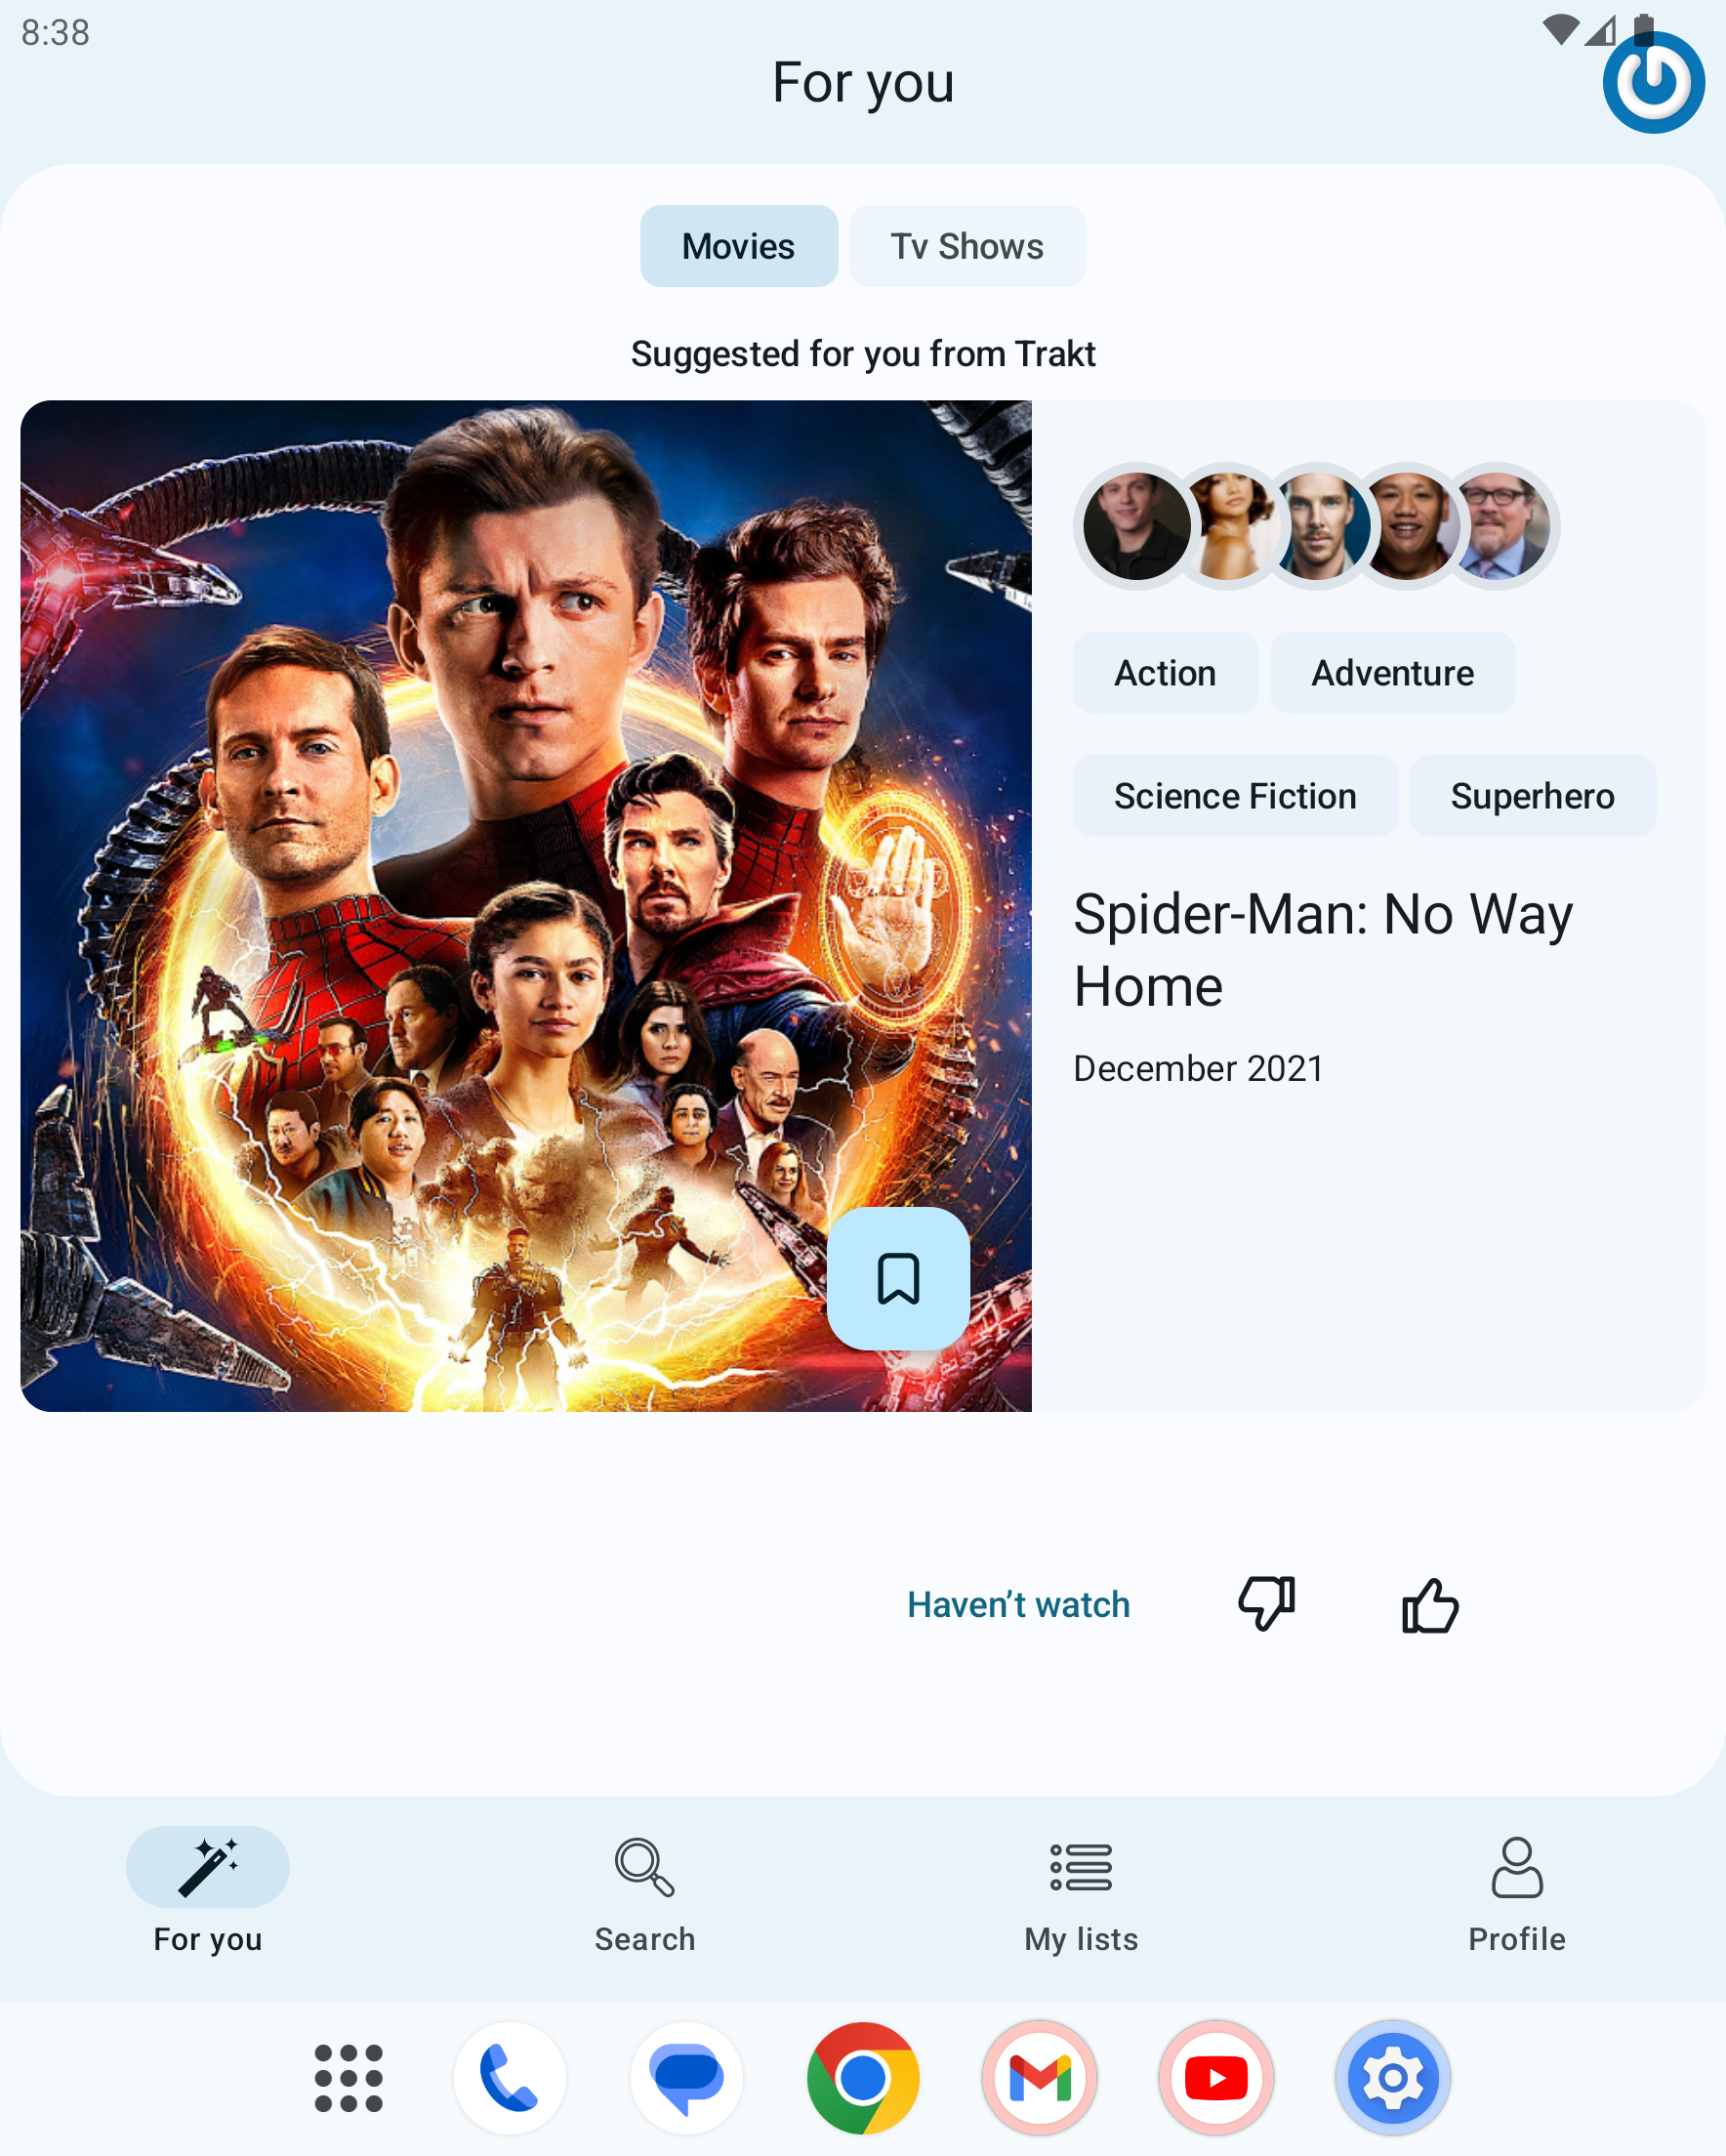 8:38
For you
Movies
Tv Shows
Suggested for you from Trakt
Action
Adventure
Science Fiction
Superhero
Spider-Man: No Way
Home
December 2021
Haven’t watch
For you
Search
My lists
Profile